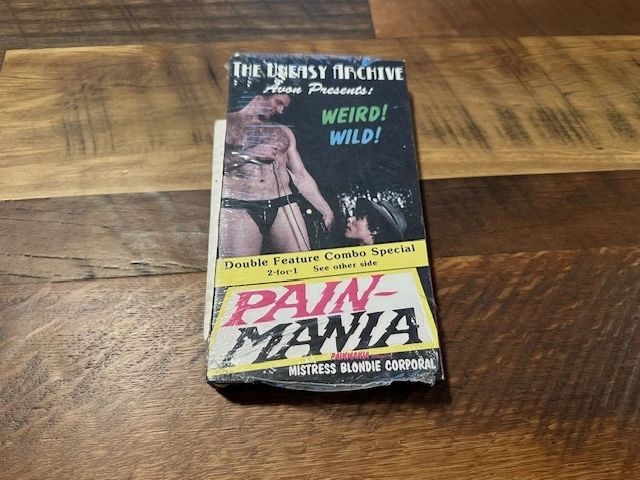 THE UNEASY ARCHIVE
Avon Presents:
WEIRD!
WILD!
Double Feature Combo Special
2-for-1 See other side
PAIN-
MANIA
PAINMANIA
MISTRESS BLONDIE CORPORAL